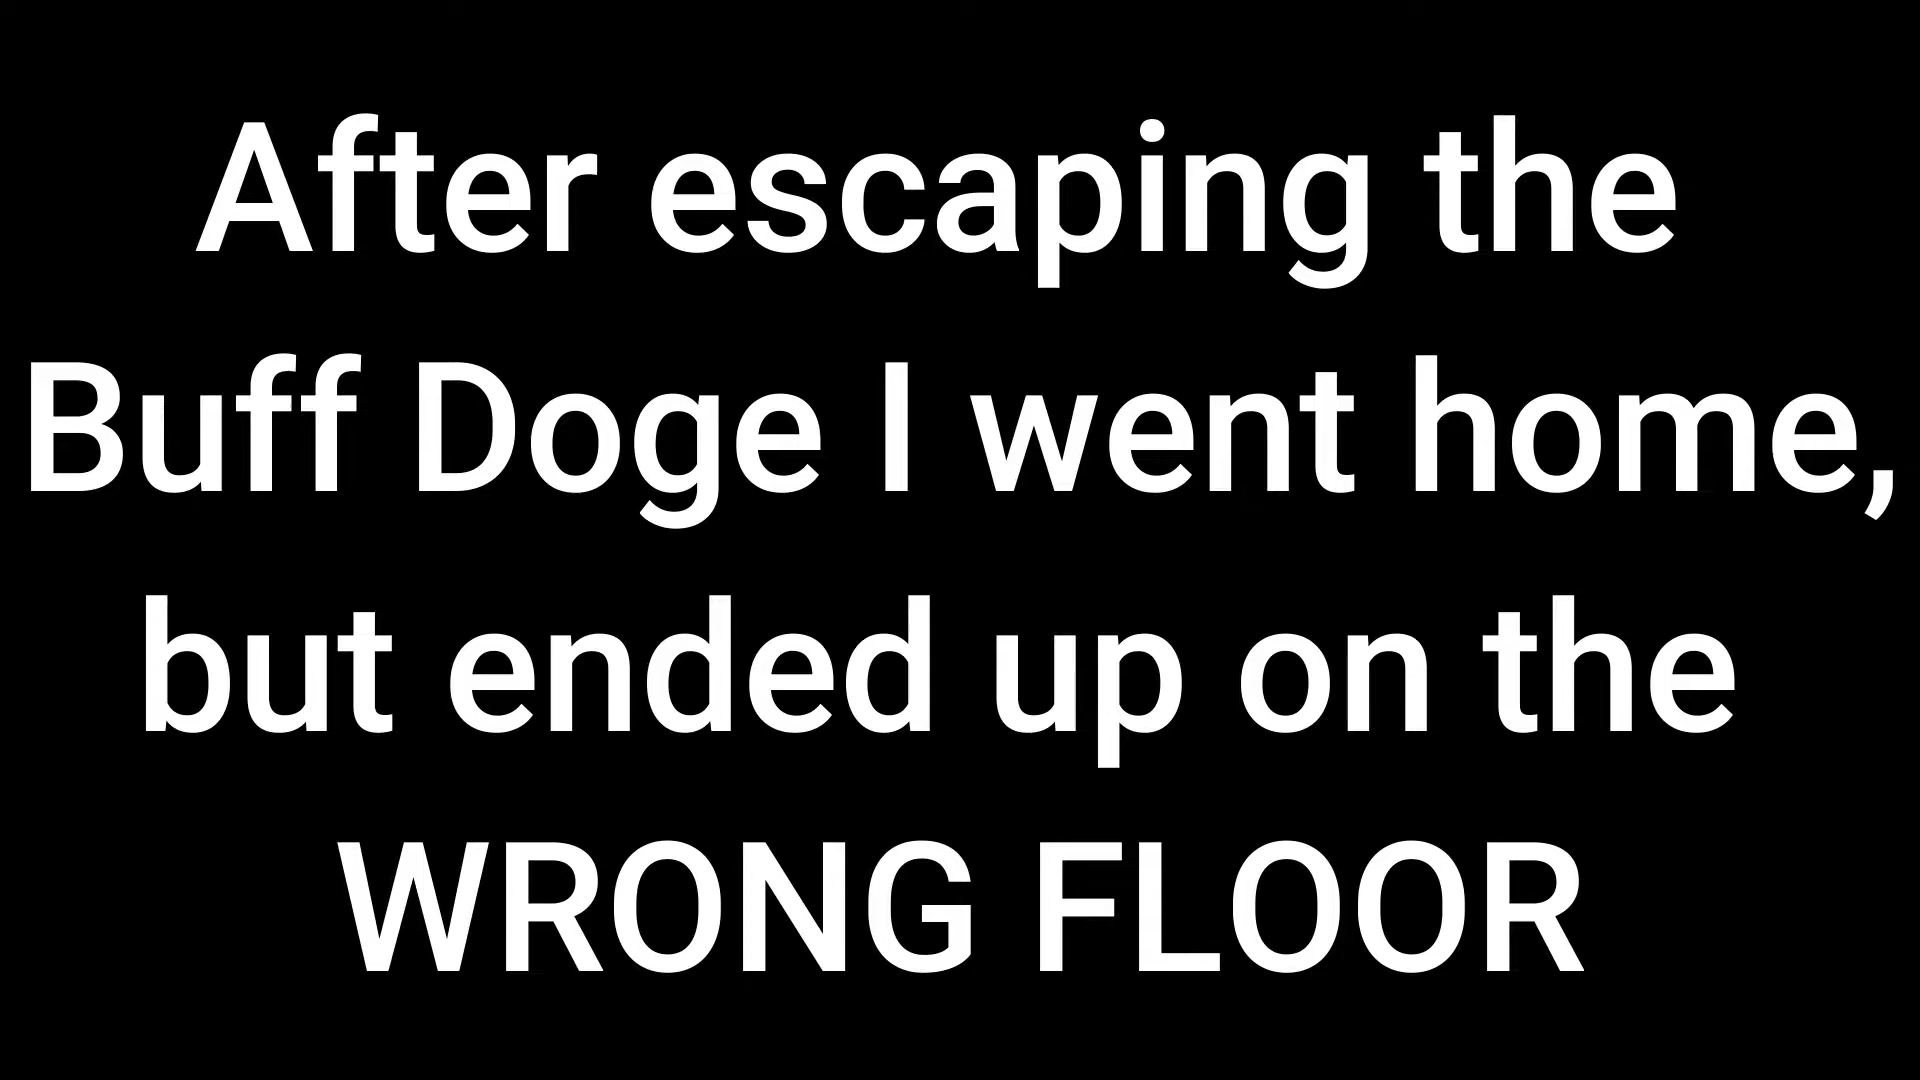 After escaping the
Buff Doge I went home,
but ended up on the
WRONG FLOOR